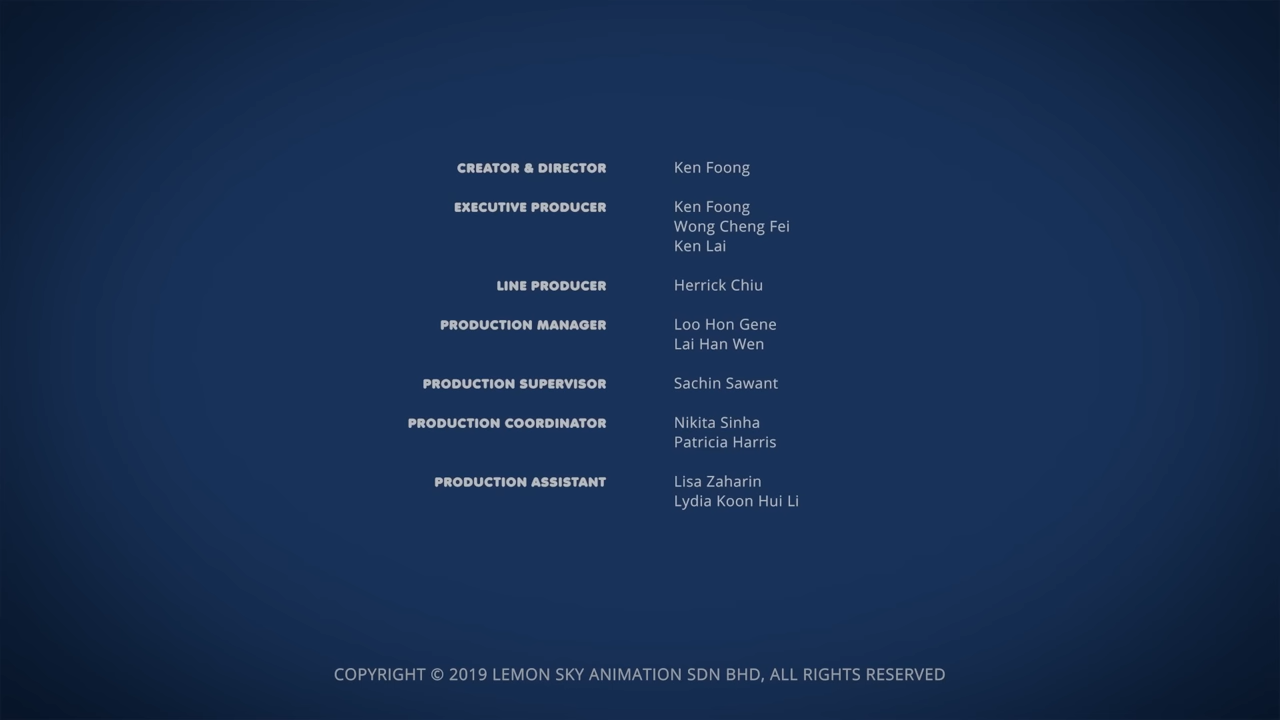 CREATOR & DIRECTOR Ken Foong
EXECUTIVE PRODUCER Ken Foong
Wong Cheng Fei
Ken Lai
LINE PRODUCER Herrick Chiu
PRODUCTION MANAGER Loo Hon Gene
Lai Han Wen
PRODUCTION SUPERVISOR Sachin Sawant
PRODUCTION COORDINATOR Nikita Sinha
Patricia Harris
PRODUCTION ASSISTANT Lisa Zaharin
Lydia Koon Hui Li
COPYRIGHT © 2019 LEMON SKY ANIMATION SDN BHD, ALL RIGHTS RESERVED